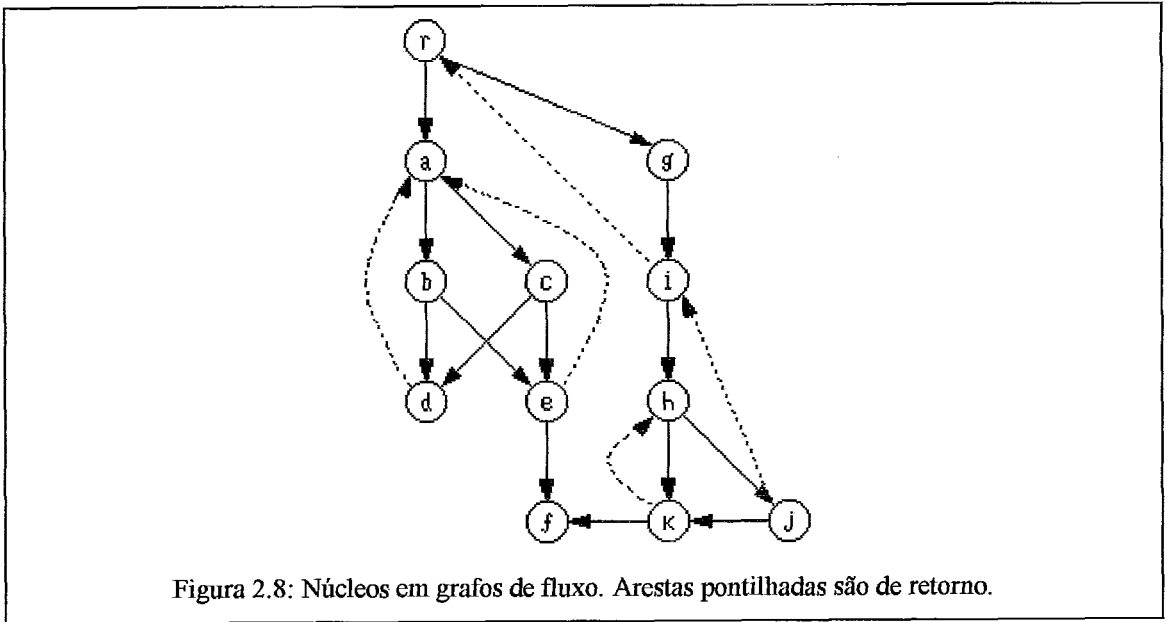 r
a
g
b
c
i
d
e
h
f
K
j
Figura 2.8: Núcleos em grafos de fluxo. Arestas pontilhadas são de retorno.